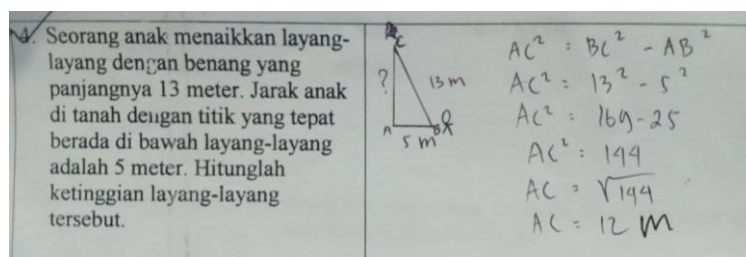 4. Seorang anak menaikkan layang-
layang dengan benang yang
panjangnya 13 meter. Jarak anak
di tanah dengan titik yang tepat
berada di bawah layang-layang
adalah 5 meter. Hitunglah
ketinggian layang-layang
tersebut.
C
?
13 m
A
B
5 m
AC² = BC² - AB²
AC² = 13² - 5²
AC² = 169 - 25
AC² = 144
AC = √144
AC = 12 m